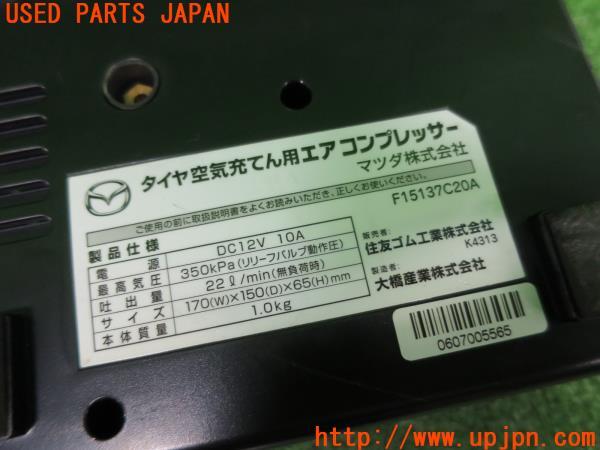 USED PARTS JAPAN
タイヤ空気充てん用エアコンプレッサー
マツダ株式会社
F15137C20A
ご使用の前に取扱説明書をよくお読みいただき、正しくお使いください。
製品仕様
電源 DC12V 10A
最高気圧 350kPa(リリーフバルブ動作圧)
吐出量 22ℓ/min(無負荷時)
サイズ 170(W)×150(D)×65(H)mm
本体質量 1.0kg
販売者: 住友ゴム工業株式会社
K4313
製造者: 大橋産業株式会社
0607005565
http://www.upjpn.com/